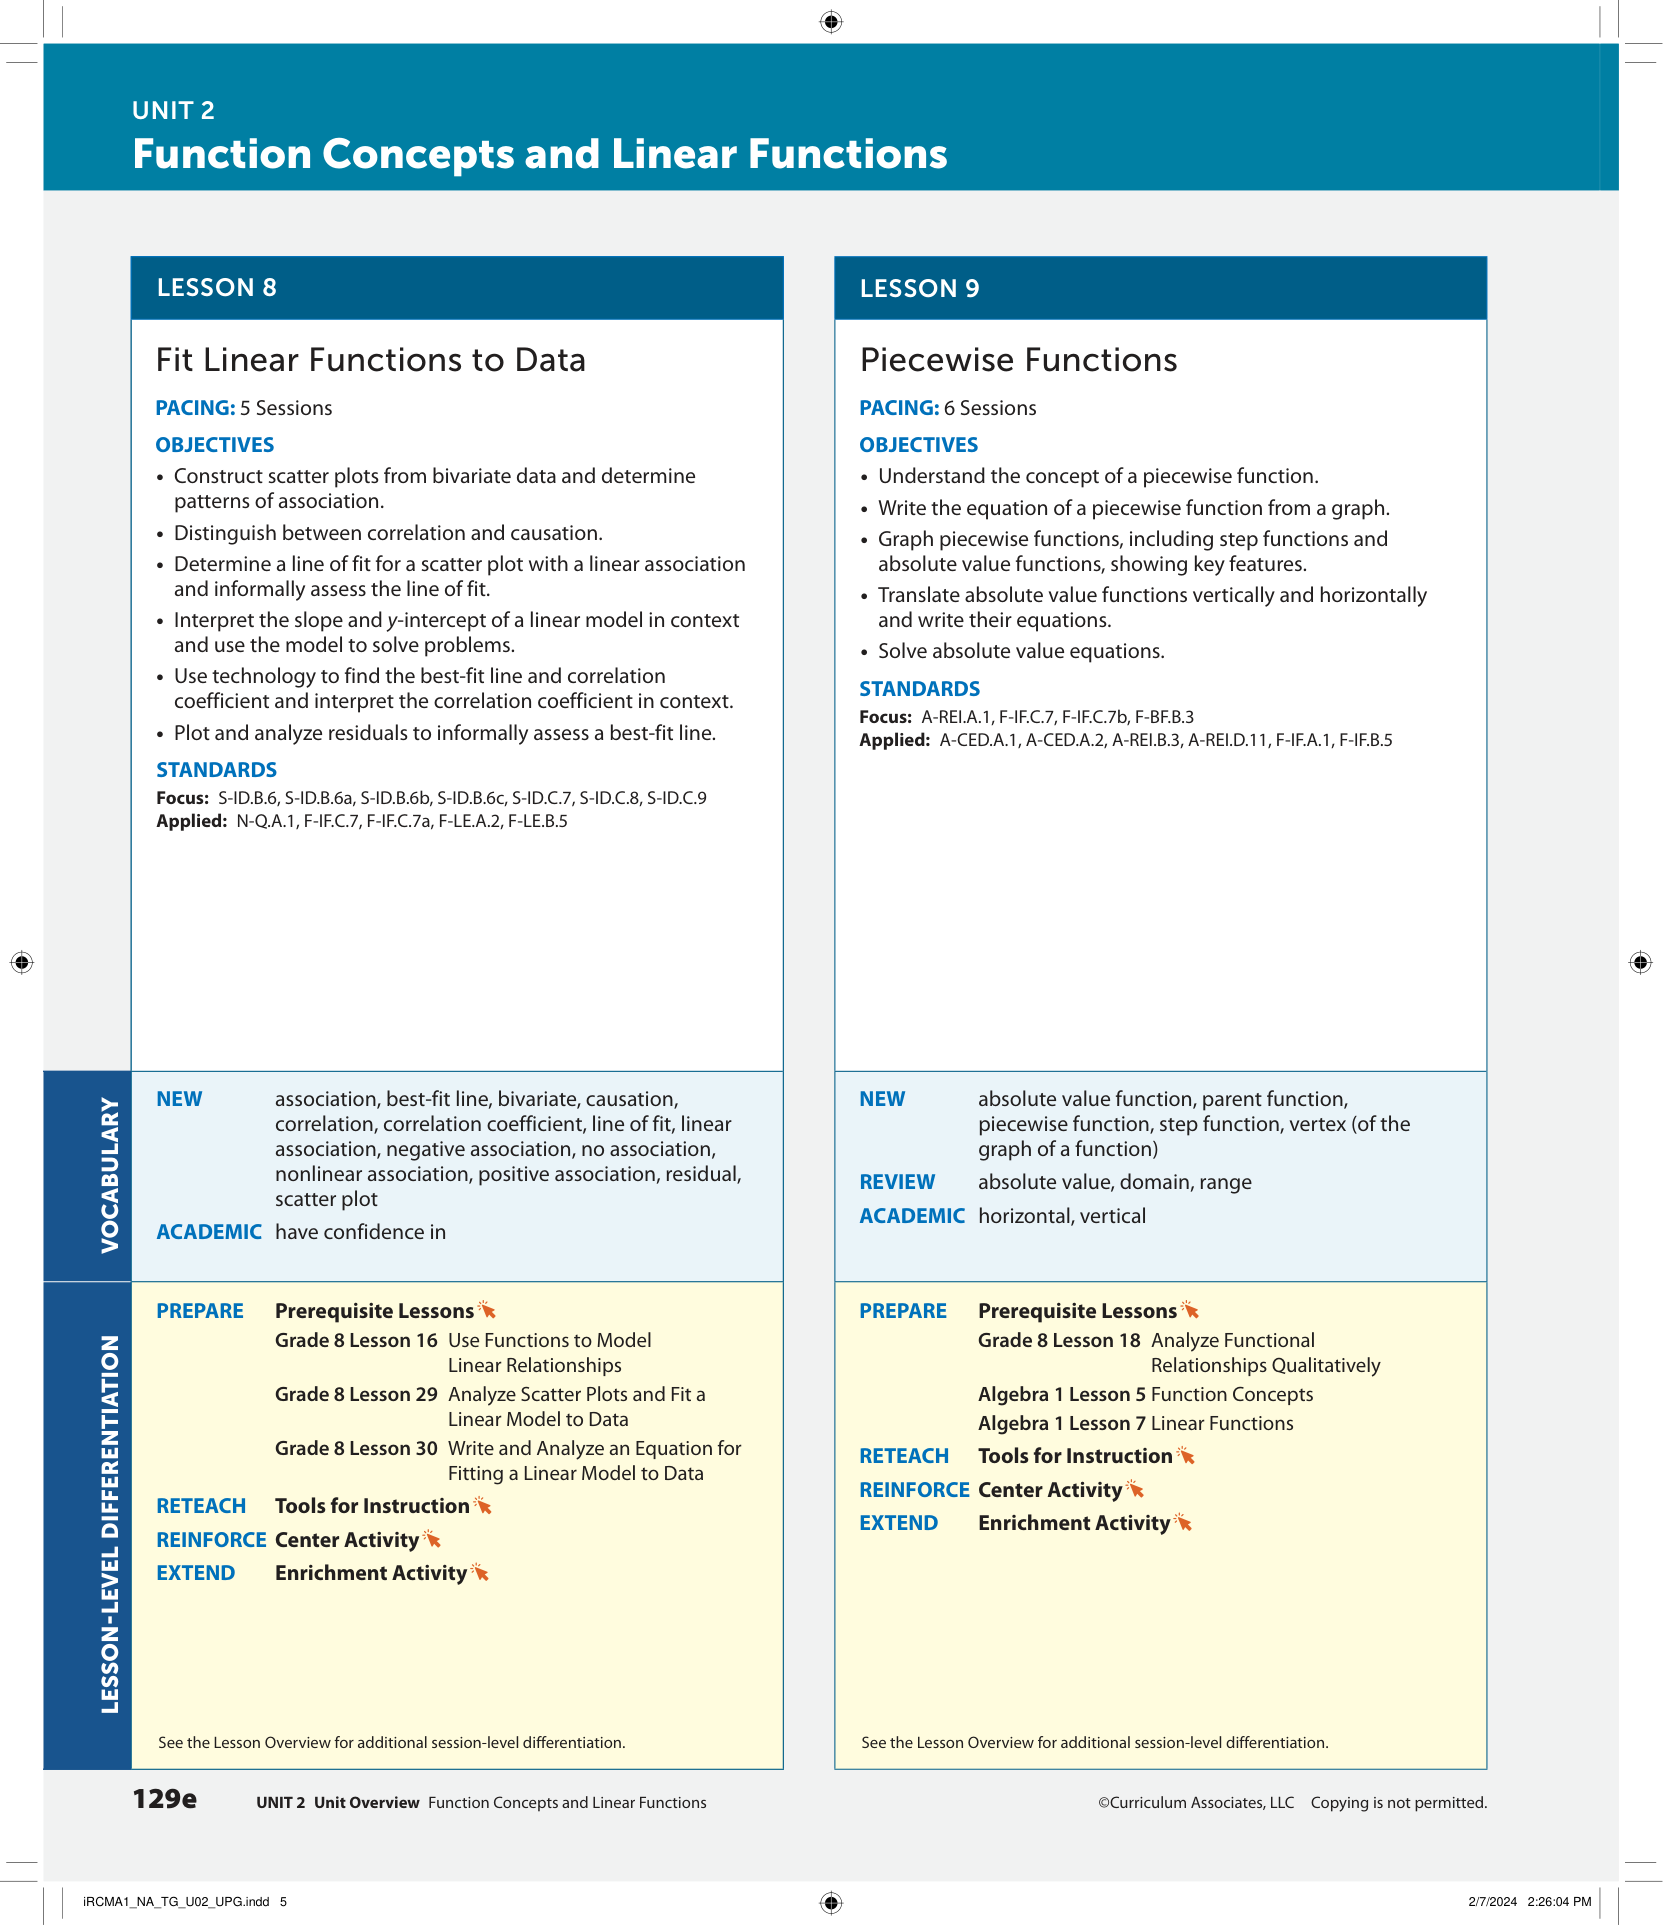 UNIT 2
Function Concepts and Linear Functions
LESSON 8
Fit Linear Functions to Data
PACING: 5 Sessions
OBJECTIVES
• Construct scatter plots from bivariate data and determine
patterns of association.
• Distinguish between correlation and causation.
• Determine a line of fit for a scatter plot with a linear association
and informally assess the line of fit.
• Interpret the slope and y-intercept of a linear model in context
and use the model to solve problems.
• Use technology to find the best-fit line and correlation
coefficient and interpret the correlation coefficient in context.
• Plot and analyze residuals to informally assess a best-fit line.
STANDARDS
Focus: S-ID.B.6, S-ID.B.6a, S-ID.B.6b, S-ID.B.6c, S-ID.C.7, S-ID.C.8, S-ID.C.9
Applied: N-Q.A.1, F-IF.C.7, F-IF.C.7a, F-LE.A.2, F-LE.B.5
LESSON 9
Piecewise Functions
PACING: 6 Sessions
OBJECTIVES
• Understand the concept of a piecewise function.
• Write the equation of a piecewise function from a graph.
• Graph piecewise functions, including step functions and
absolute value functions, showing key features.
• Translate absolute value functions vertically and horizontally
and write their equations.
• Solve absolute value equations.
STANDARDS
Focus: A-REI.A.1, F-IF.C.7, F-IF.C.7b, F-BF.B.3
Applied: A-CED.A.1, A-CED.A.2, A-REI.B.3, A-REI.D.11, F-IF.A.1, F-IF.B.5
VOCABULARY
NEW association, best-fit line, bivariate, causation,
correlation, correlation coefficient, line of fit, linear
association, negative association, no association,
nonlinear association, positive association, residual,
scatter plot
ACADEMIC have confidence in
NEW absolute value function, parent function,
piecewise function, step function, vertex (of the
graph of a function)
REVIEW absolute value, domain, range
ACADEMIC horizontal, vertical
LESSON-LEVEL DIFFERENTIATION
PREPARE Prerequisite Lessons
Grade 8 Lesson 16 Use Functions to Model
Linear Relationships
Grade 8 Lesson 29 Analyze Scatter Plots and Fit a
Linear Model to Data
Grade 8 Lesson 30 Write and Analyze an Equation for
Fitting a Linear Model to Data
RETEACH Tools for Instruction
REINFORCE Center Activity
EXTEND Enrichment Activity
See the Lesson Overview for additional session-level differentiation.
PREPARE Prerequisite Lessons
Grade 8 Lesson 18 Analyze Functional
Relationships Qualitatively
Algebra 1 Lesson 5 Function Concepts
Algebra 1 Lesson 7 Linear Functions
RETEACH Tools for Instruction
REINFORCE Center Activity
EXTEND Enrichment Activity
See the Lesson Overview for additional session-level differentiation.
129e UNIT 2 Unit Overview Function Concepts and Linear Functions
©Curriculum Associates, LLC Copying is not permitted.
iRCMA1_NA_TG_U02_UPG.indd 5
2/7/2024 2:26:04 PM